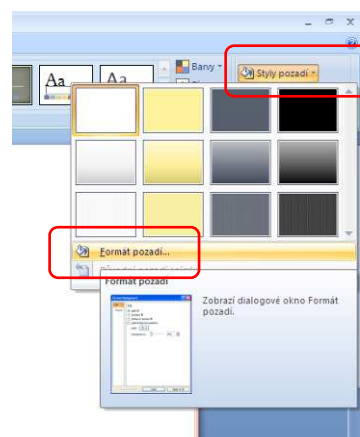 Barvy
Styly pozadí
Aa
Aa
Formát pozadí...
Formát pozadí
Zobrazí dialogové okno Formát
pozadí.